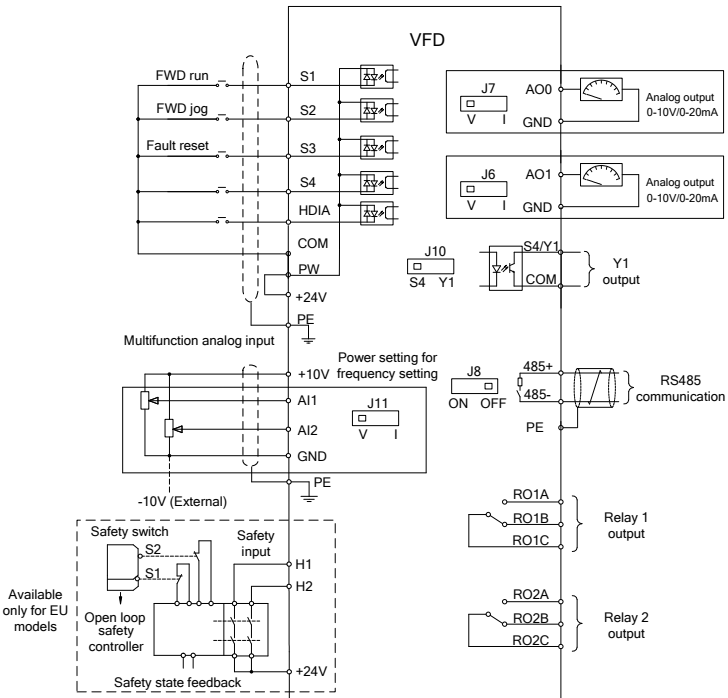 VFD
FWD run
S1
FWD jog
S2
Fault reset
S3
S4
HDIA
COM
PW
+24V
PE
Multifunction analog input
J7
V I
AO0
GND
Analog output
0-10V/0-20mA
J6
V I
AO1
GND
Analog output
0-10V/0-20mA
J10
S4 Y1
S4/Y1
COM
Y1
output
Power setting for
frequency setting
+10V
AI1
AI2
GND
J11
V I
PE
-10V (External)
J8
ON OFF
485+
485-
PE
RS485
communication
Safety switch
S2
S1
Safety
input
H1
H2
+24V
Available
only for EU
models
Open loop
safety
controller
Safety state feedback
RO1A
RO1B
RO1C
Relay 1
output
RO2A
RO2B
RO2C
Relay 2
output